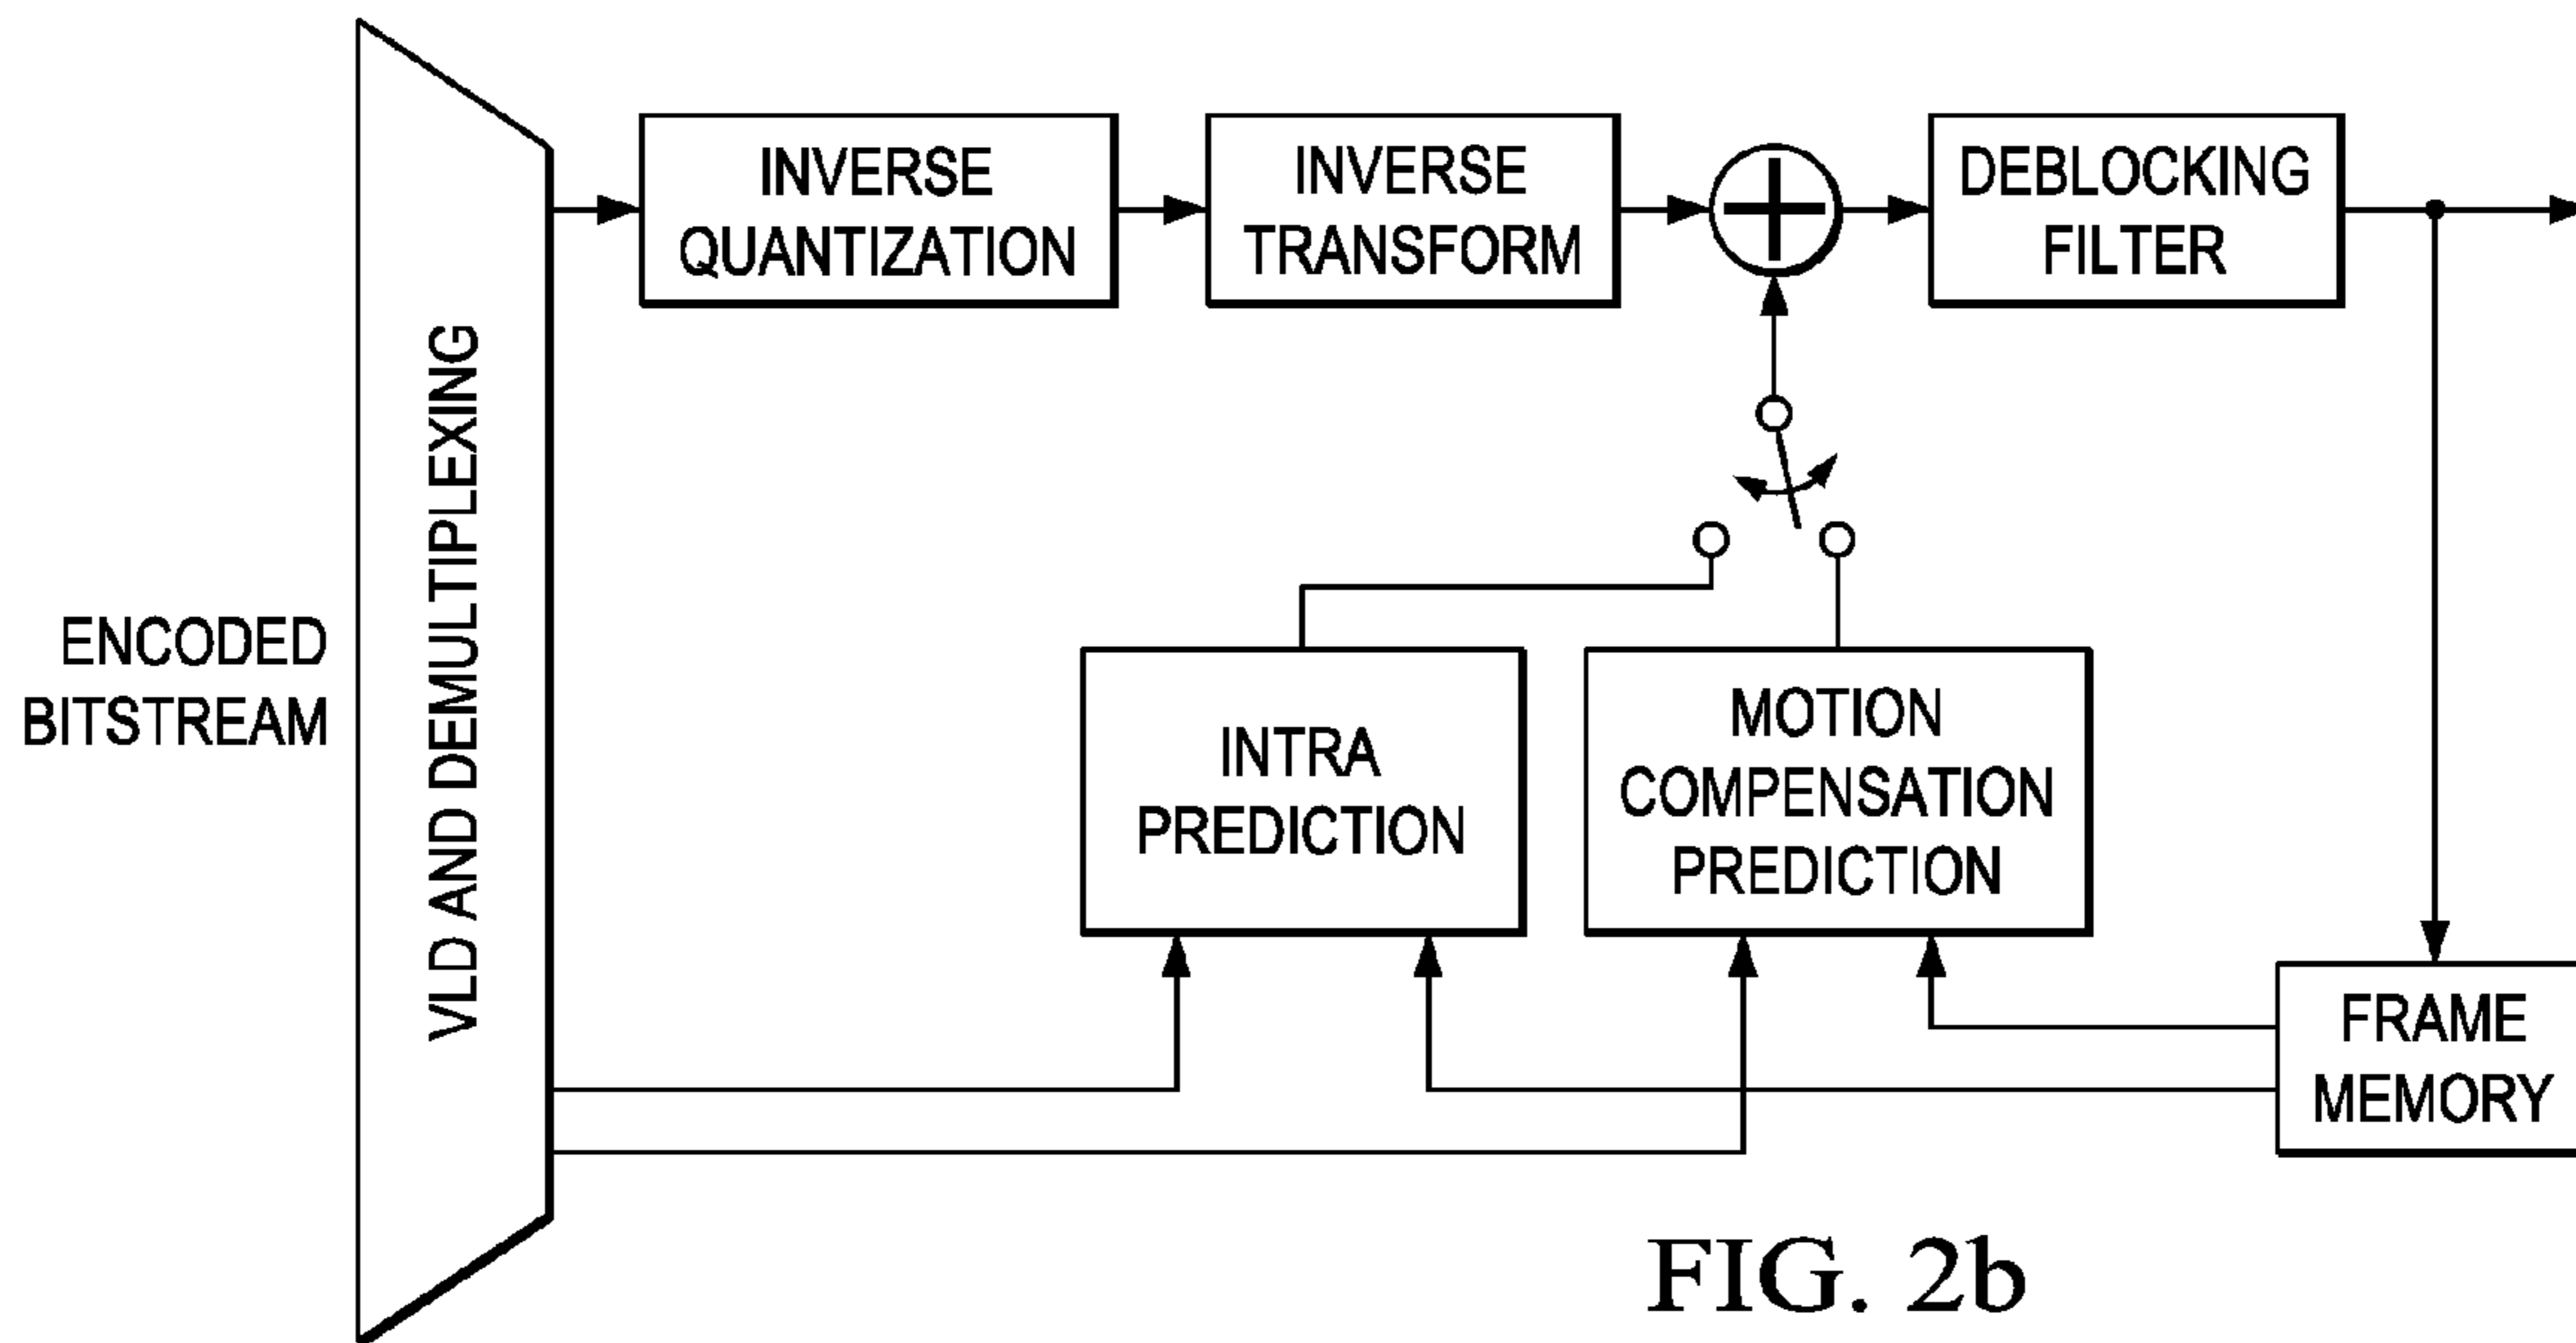 ENCODED
BITSTREAM
VLD AND DEMULTIPLEXING
INVERSE
QUANTIZATION
INVERSE
TRANSFORM
DEBLOCKING
FILTER
INTRA
PREDICTION
MOTION
COMPENSATION
PREDICTION
FRAME
MEMORY
FIG. 2b